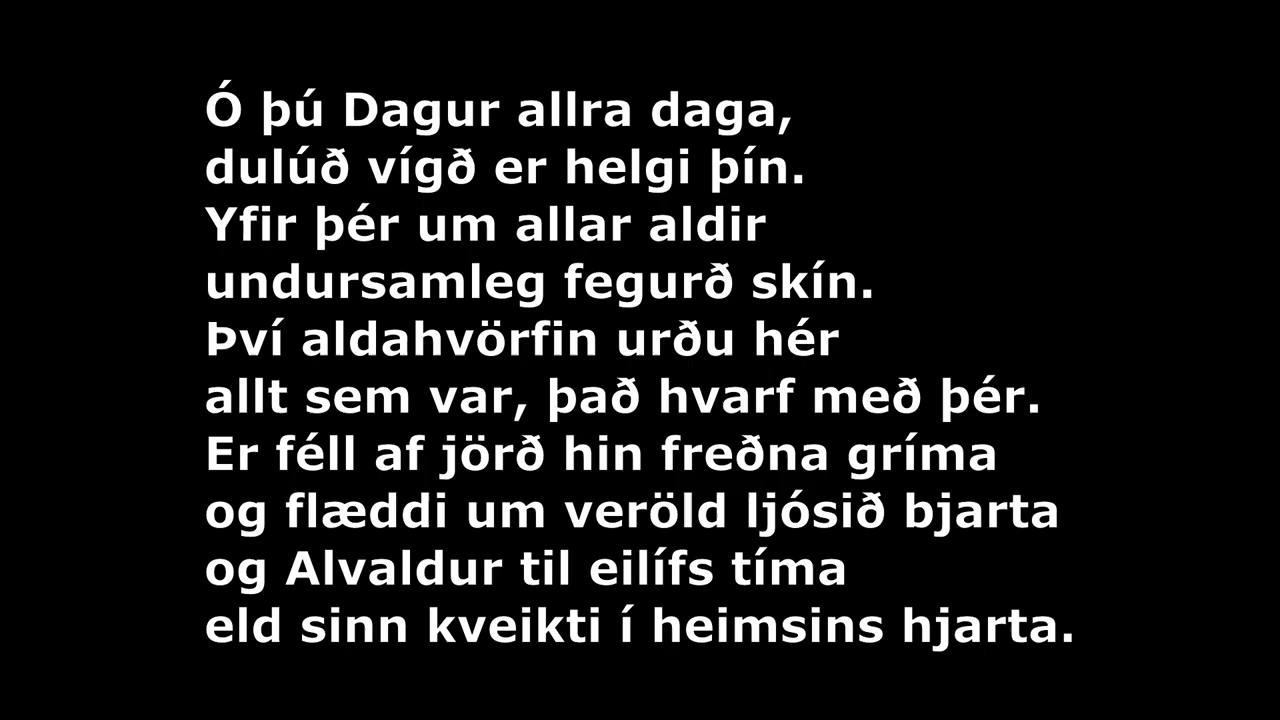 Ó þú Dagur allra daga,
dulúð vígð er helgi þín.
Yfir þér um allar aldir
undursamleg fegurð skín.
Því aldahvörfin urðu hér
allt sem var, það hvarf með þér.
Er féll af jörð hin freðna gríma
og flæddi um veröld ljósið bjarta
og Alvaldur til eilífs tíma
eld sinn kveikti í heimsins hjarta.